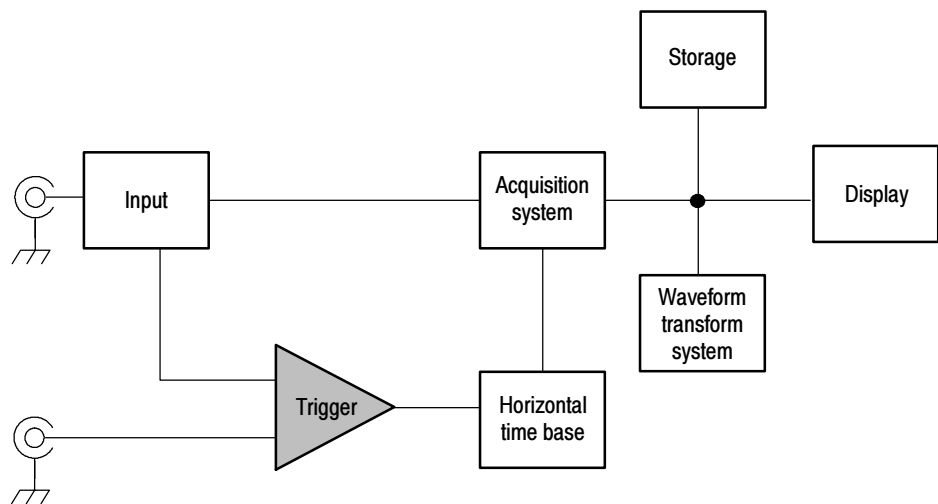 Storage
Input
Acquisition
system
Display
Waveform
transform
system
Trigger
Horizontal
time base